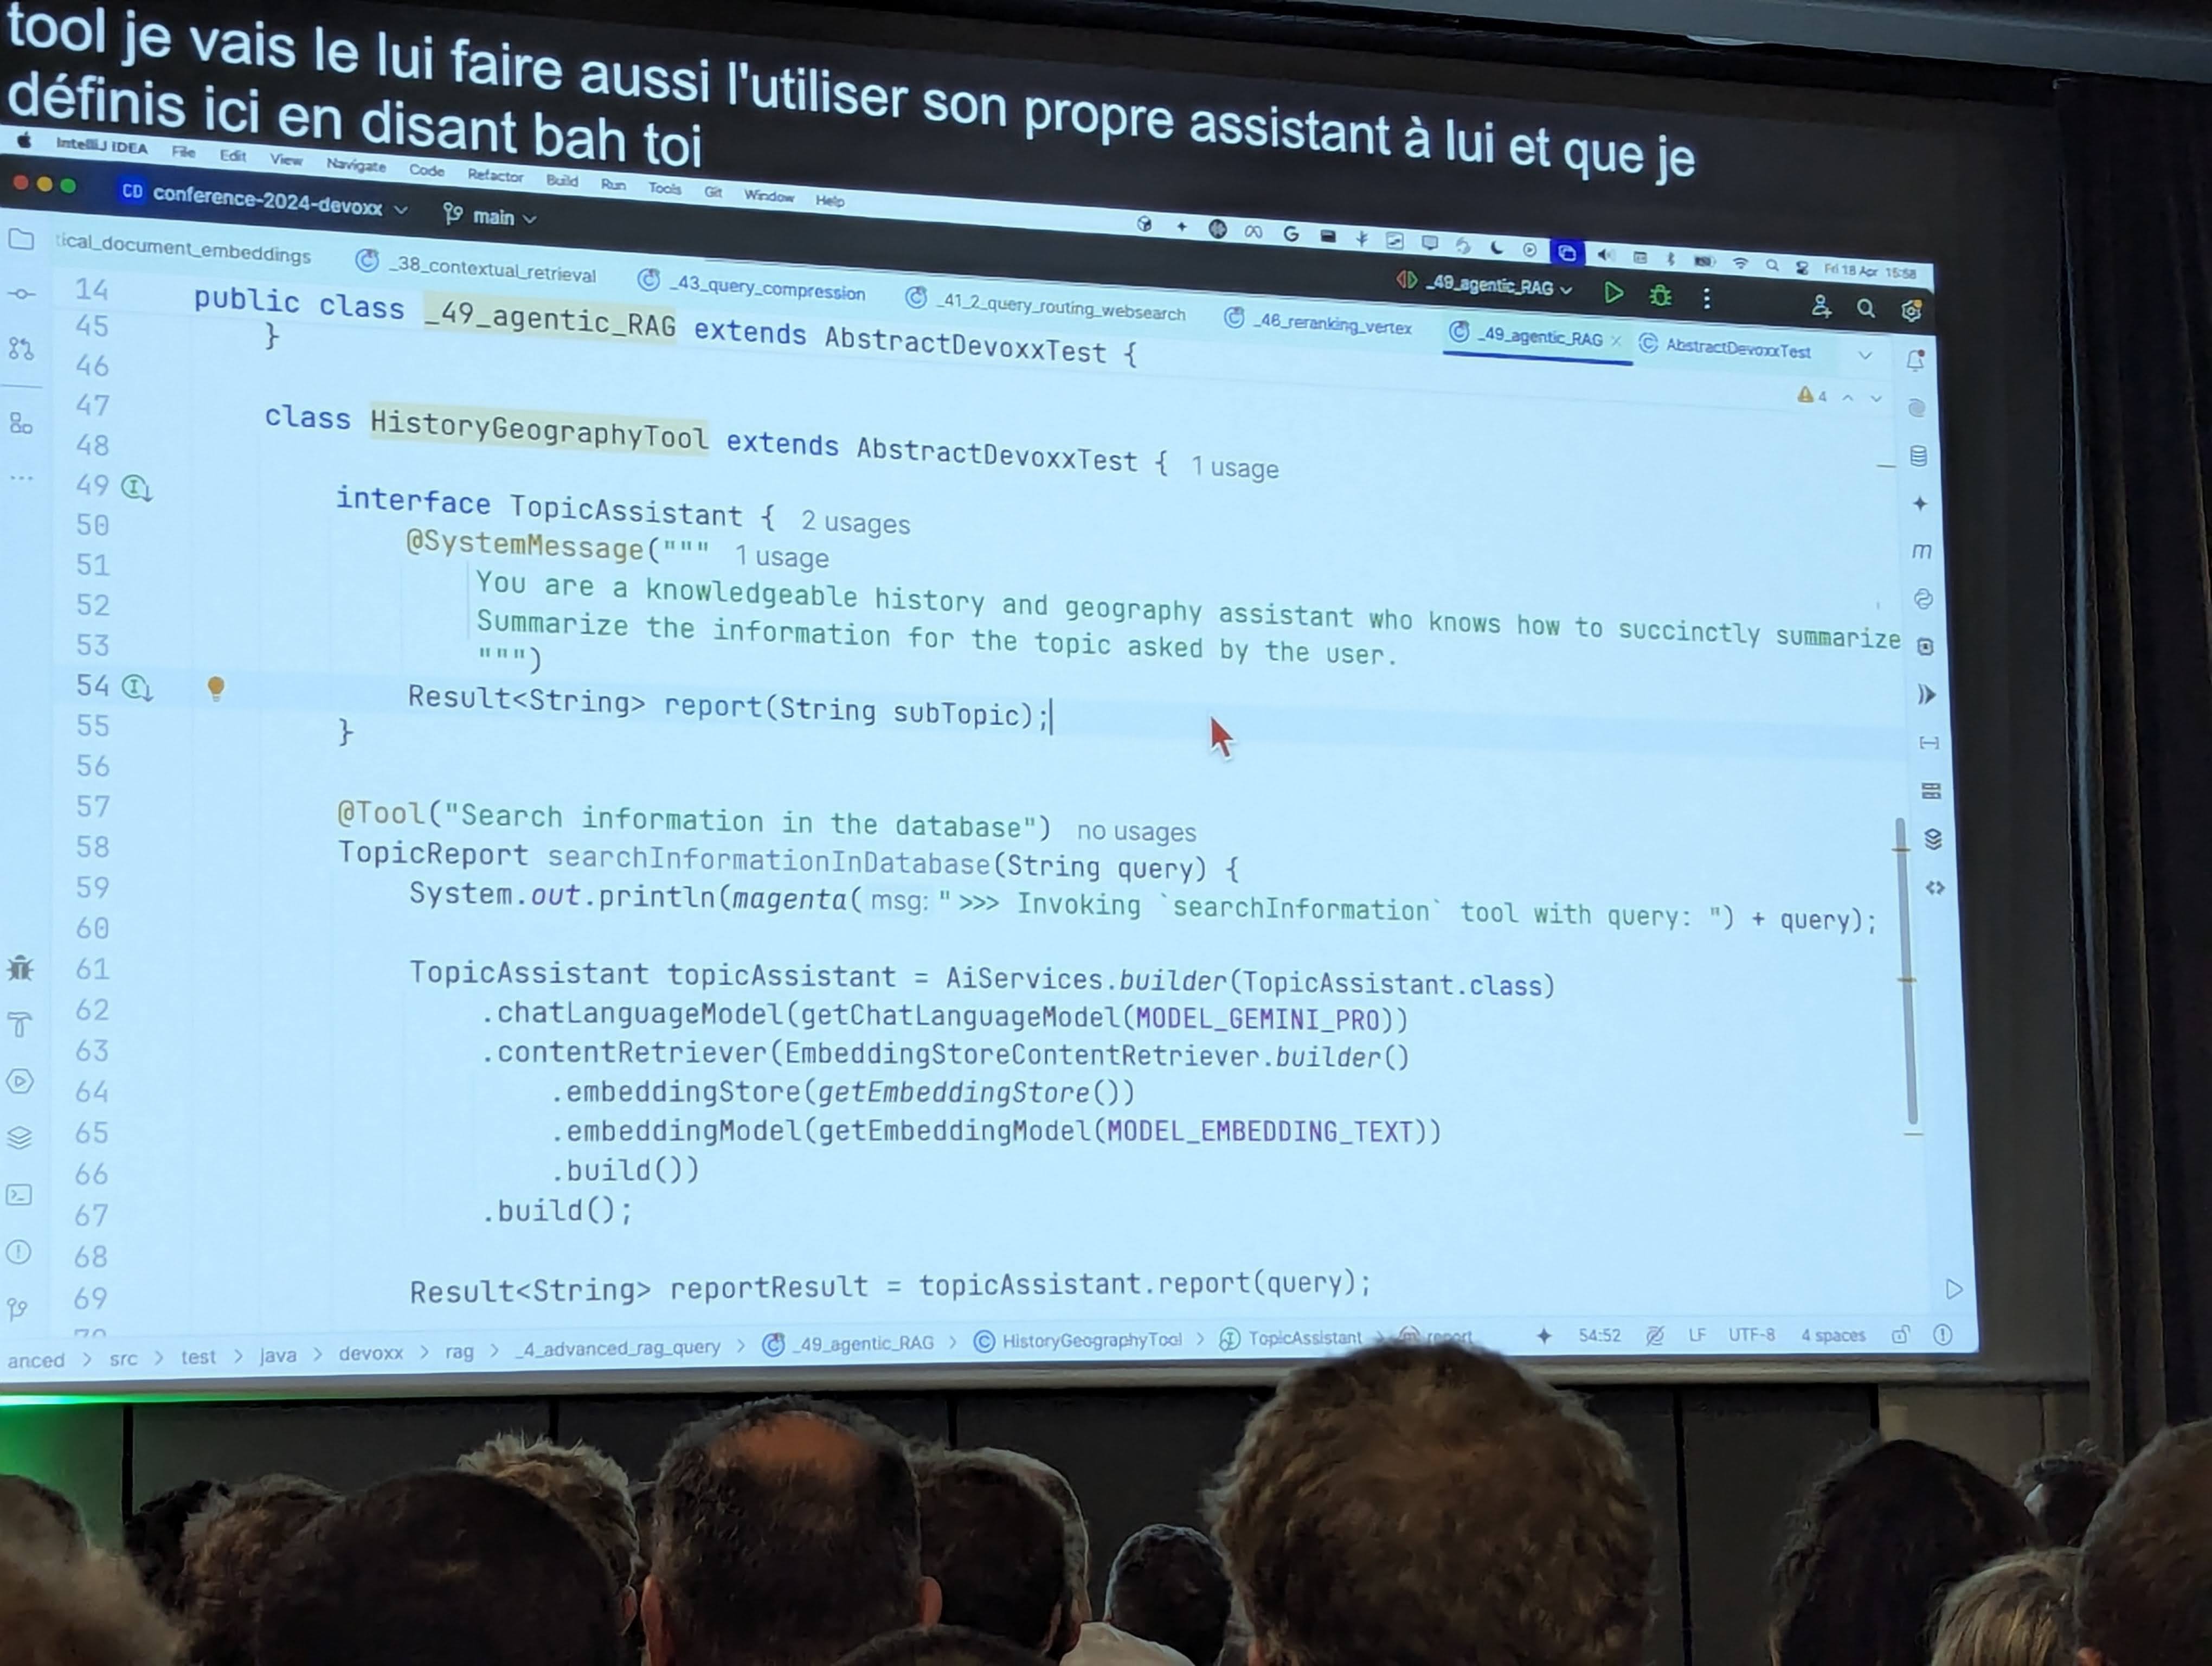 tool je vais le lui faire aussi l'utiliser son propre assistant à lui et que je
définis ici en disant bah toi
IntelliJ IDEA File Edit View Navigate Code Refactor Build Run Tools Git Window Help
Fri 18 Apr 15:58
CD conference-2024-devoxx main
_49_agentic_RAG
tical_document_embeddings _38_contextual_retrieval _43_query_compression _41_2_query_routing_websearch _46_reranking_vertex _49_agentic_RAG AbstractDevoxxTest
4
14 public class _49_agentic_RAG extends AbstractDevoxxTest {
45 }
46
47
48 class HistoryGeographyTool extends AbstractDevoxxTest { 1 usage
49 interface TopicAssistant { 2 usages
50 @SystemMessage(""" 1 usage
51 You are a knowledgeable history and geography assistant who knows how to succinctly summarize
52 Summarize the information for the topic asked by the user.
53 """)
54 Result<String> report(String subTopic);
55 }
56
57 @Tool("Search information in the database") no usages
58 TopicReport searchInformationInDatabase(String query) {
59 System.out.println(magenta( msg: ">>> Invoking `searchInformation` tool with query: ") + query);
60
61 TopicAssistant topicAssistant = AiServices.builder(TopicAssistant.class)
62 .chatLanguageModel(getChatLanguageModel(MODEL_GEMINI_PRO))
63 .contentRetriever(EmbeddingStoreContentRetriever.builder()
64 .embeddingStore(getEmbeddingStore())
65 .embeddingModel(getEmbeddingModel(MODEL_EMBEDDING_TEXT))
66 .build())
67 .build();
68
69 Result<String> reportResult = topicAssistant.report(query);
anced > src > test > java > devoxx > rag > _4_advanced_rag_query > _49_agentic_RAG > HistoryGeographyTool > TopicAssistant > report 54:52 LF UTF-8 4 spaces